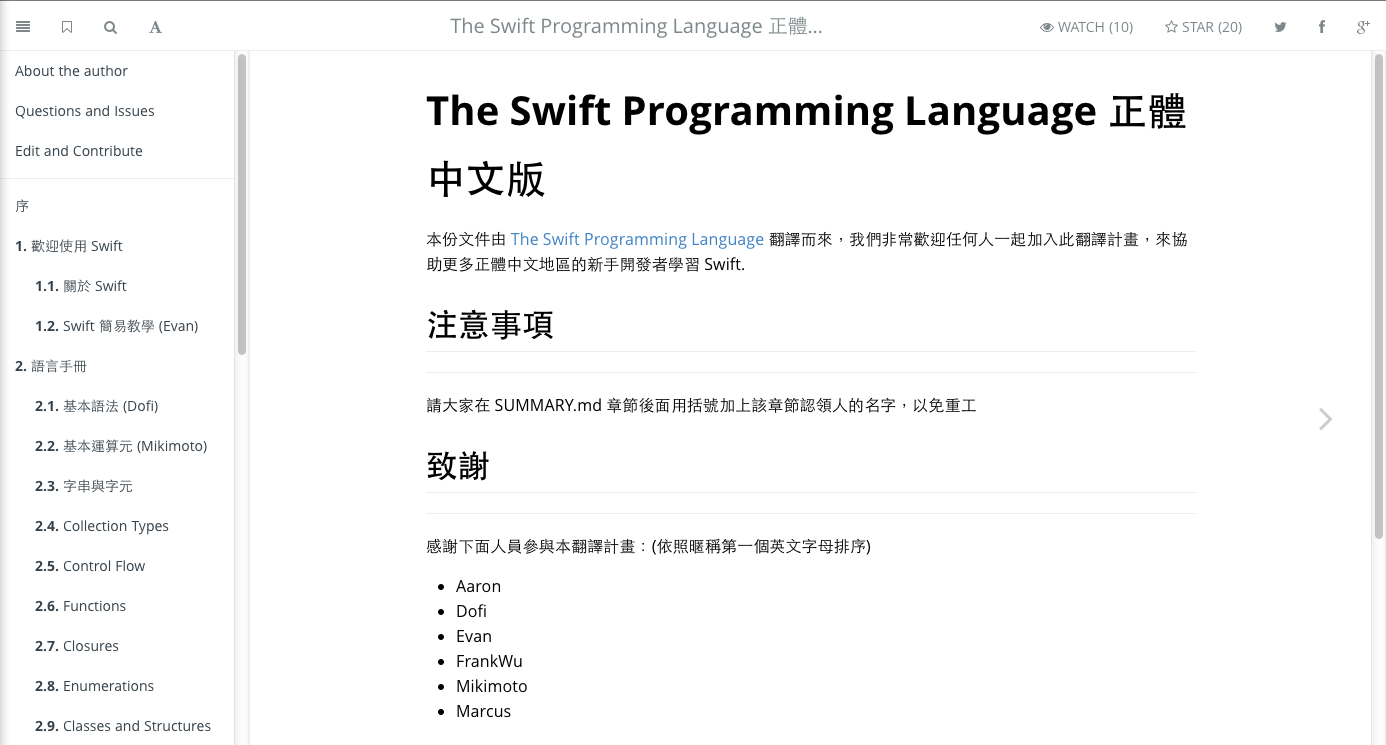 The Swift Programming Language 正體...
WATCH (10)
STAR (20)
About the author
Questions and Issues
Edit and Contribute
序
1. 歡迎使用 Swift
1.1. 關於 Swift
1.2. Swift 簡易教學 (Evan)
2. 語言手冊
2.1. 基本語法 (Dofi)
2.2. 基本運算元 (Mikimoto)
2.3. 字串與字元
2.4. Collection Types
2.5. Control Flow
2.6. Functions
2.7. Closures
2.8. Enumerations
2.9. Classes and Structures
The Swift Programming Language 正體
中文版
本份文件由 The Swift Programming Language 翻譯而來，我們非常歡迎任何人一起加入此翻譯計畫，來協
助更多正體中文地區的新手開發者學習 Swift.
注意事項
請大家在 SUMMARY.md 章節後面用括號加上該章節認領人的名字，以免重工
致謝
感謝下面人員參與本翻譯計畫：(依照暱稱第一個英文字母排序)
Aaron
Dofi
Evan
FrankWu
Mikimoto
Marcus